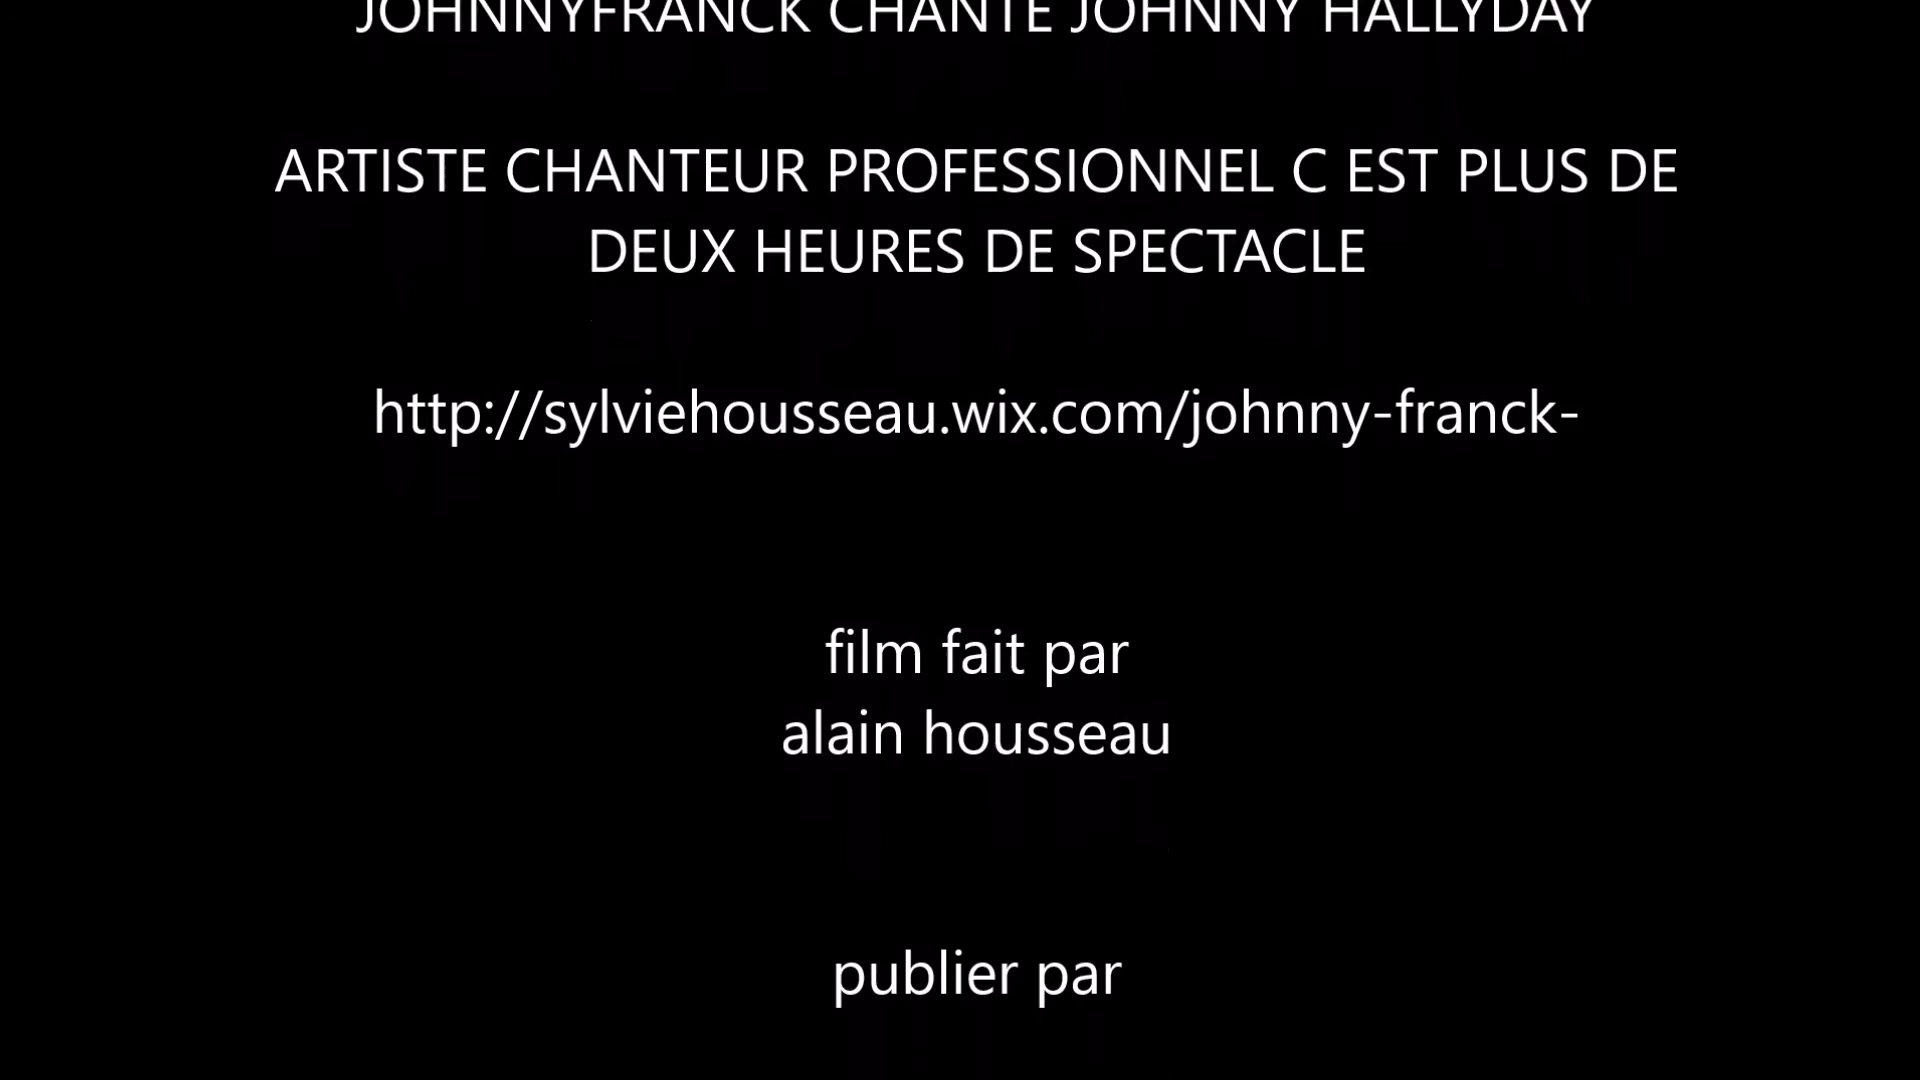 JOHNNYFRANCK CHANTE JOHNNY HALLYDAY
ARTISTE CHANTEUR PROFESSIONNEL C EST PLUS DE
DEUX HEURES DE SPECTACLE
http://sylviehousseau.wix.com/johnny-franck-
film fait par
alain housseau
publier par